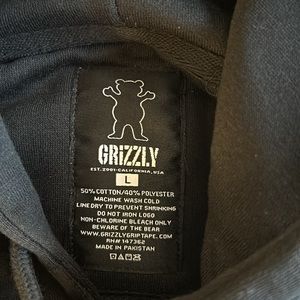 GRIZZLY
EST. 2001-CALIFORNIA, USA
L
50% COTTON/40% POLYESTER
MACHINE WASH COLD
LINE DRY TO PREVENT SHRINKING
DO NOT IRON LOGO
NON-CHLORINE BLEACH ONLY
BEWARE OF THE BEAR
WWW.GRIZZLYGRIPTAPE.COM
RN# 147362
MADE IN
PAKISTAN